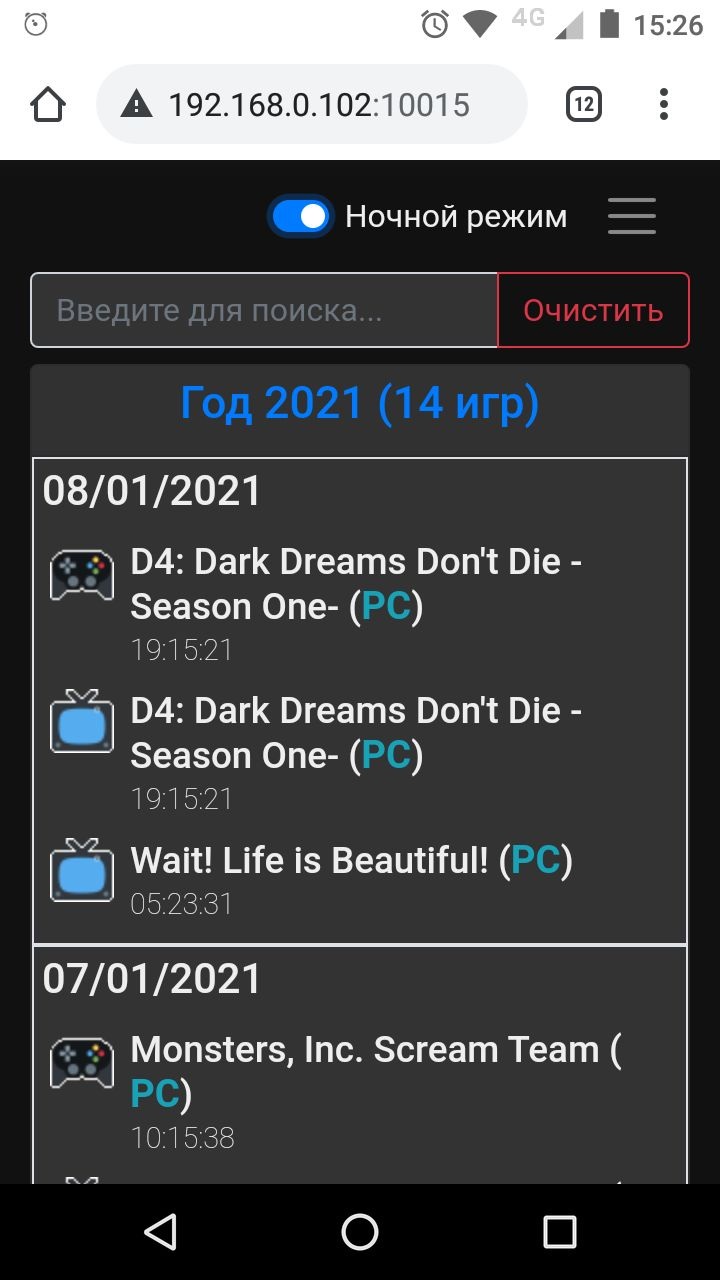 4G 15:26
192.168.0.102:10015 12
Ночной режим
Введите для поиска... Очистить
Год 2021 (14 игр)
08/01/2021
D4: Dark Dreams Don't Die -
Season One- (PC)
19:15:21
D4: Dark Dreams Don't Die -
Season One- (PC)
19:15:21
Wait! Life is Beautiful! (PC)
05:23:31
07/01/2021
Monsters, Inc. Scream Team (
PC)
10:15:38